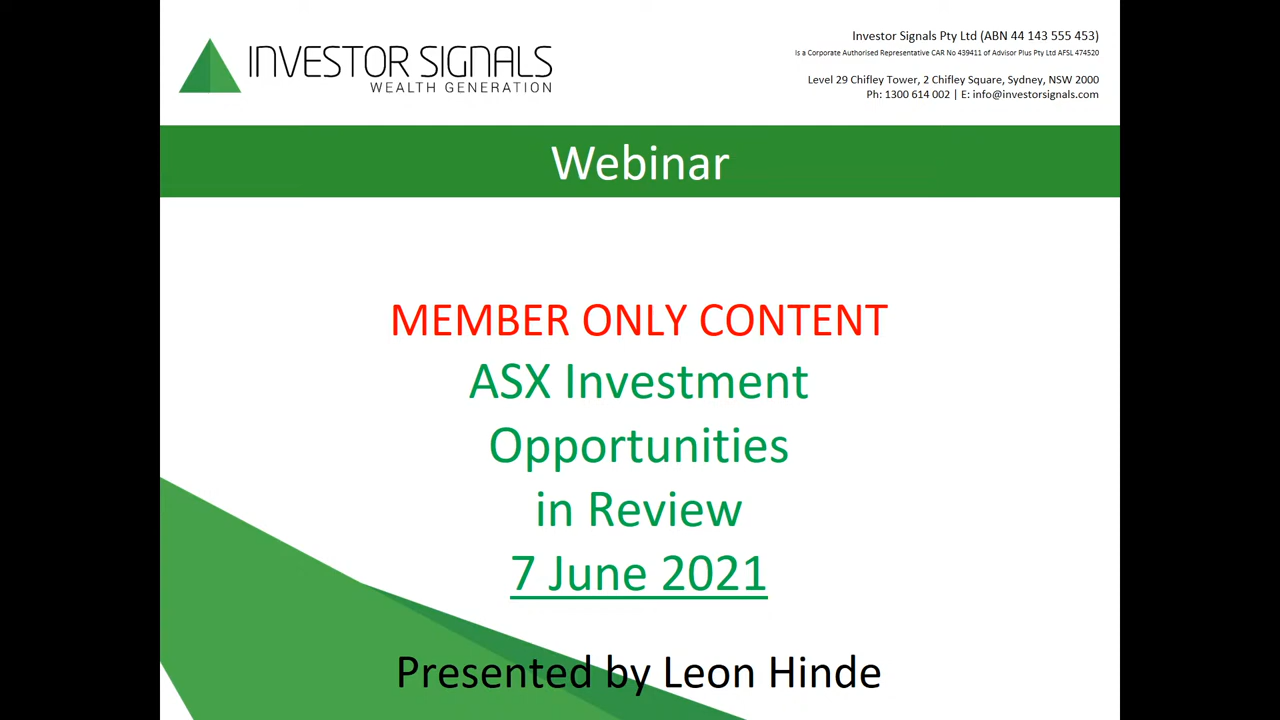 INVESTOR SIGNALS
WEALTH GENERATION
Investor Signals Pty Ltd (ABN 44 143 555 453)
Is a Corporate Authorised Representative CAR No 439411 of Advisor Plus Pty Ltd AFSL 474520
Level 29 Chifley Tower, 2 Chifley Square, Sydney, NSW 2000
Ph: 1300 614 002 | E: info@investorsignals.com
Webinar
MEMBER ONLY CONTENT
ASX Investment
Opportunities
in Review
7 June 2021
Presented by Leon Hinde